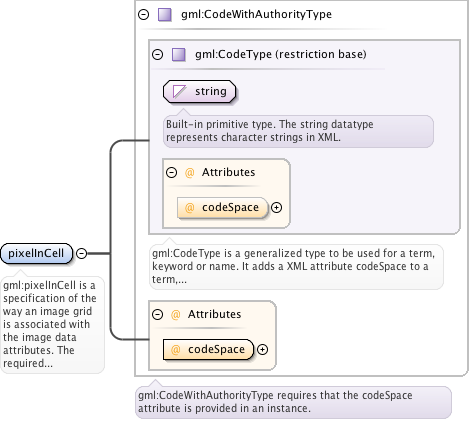 gml:CodeWithAuthorityType
gml:CodeType (restriction base)
string
Built-in primitive type. The string datatype
represents character strings in XML.
@ Attributes
@ codeSpace
pixelInCell
gml:pixelInCell is a
specification of the
way an image grid
is associated with
the image data
attributes. The
required...
gml:CodeType is a generalized type to be used for a term,
keyword or name. It adds a XML attribute codeSpace to a
term,...
@ Attributes
@ codeSpace
gml:CodeWithAuthorityType requires that the codeSpace
attribute is provided in an instance.